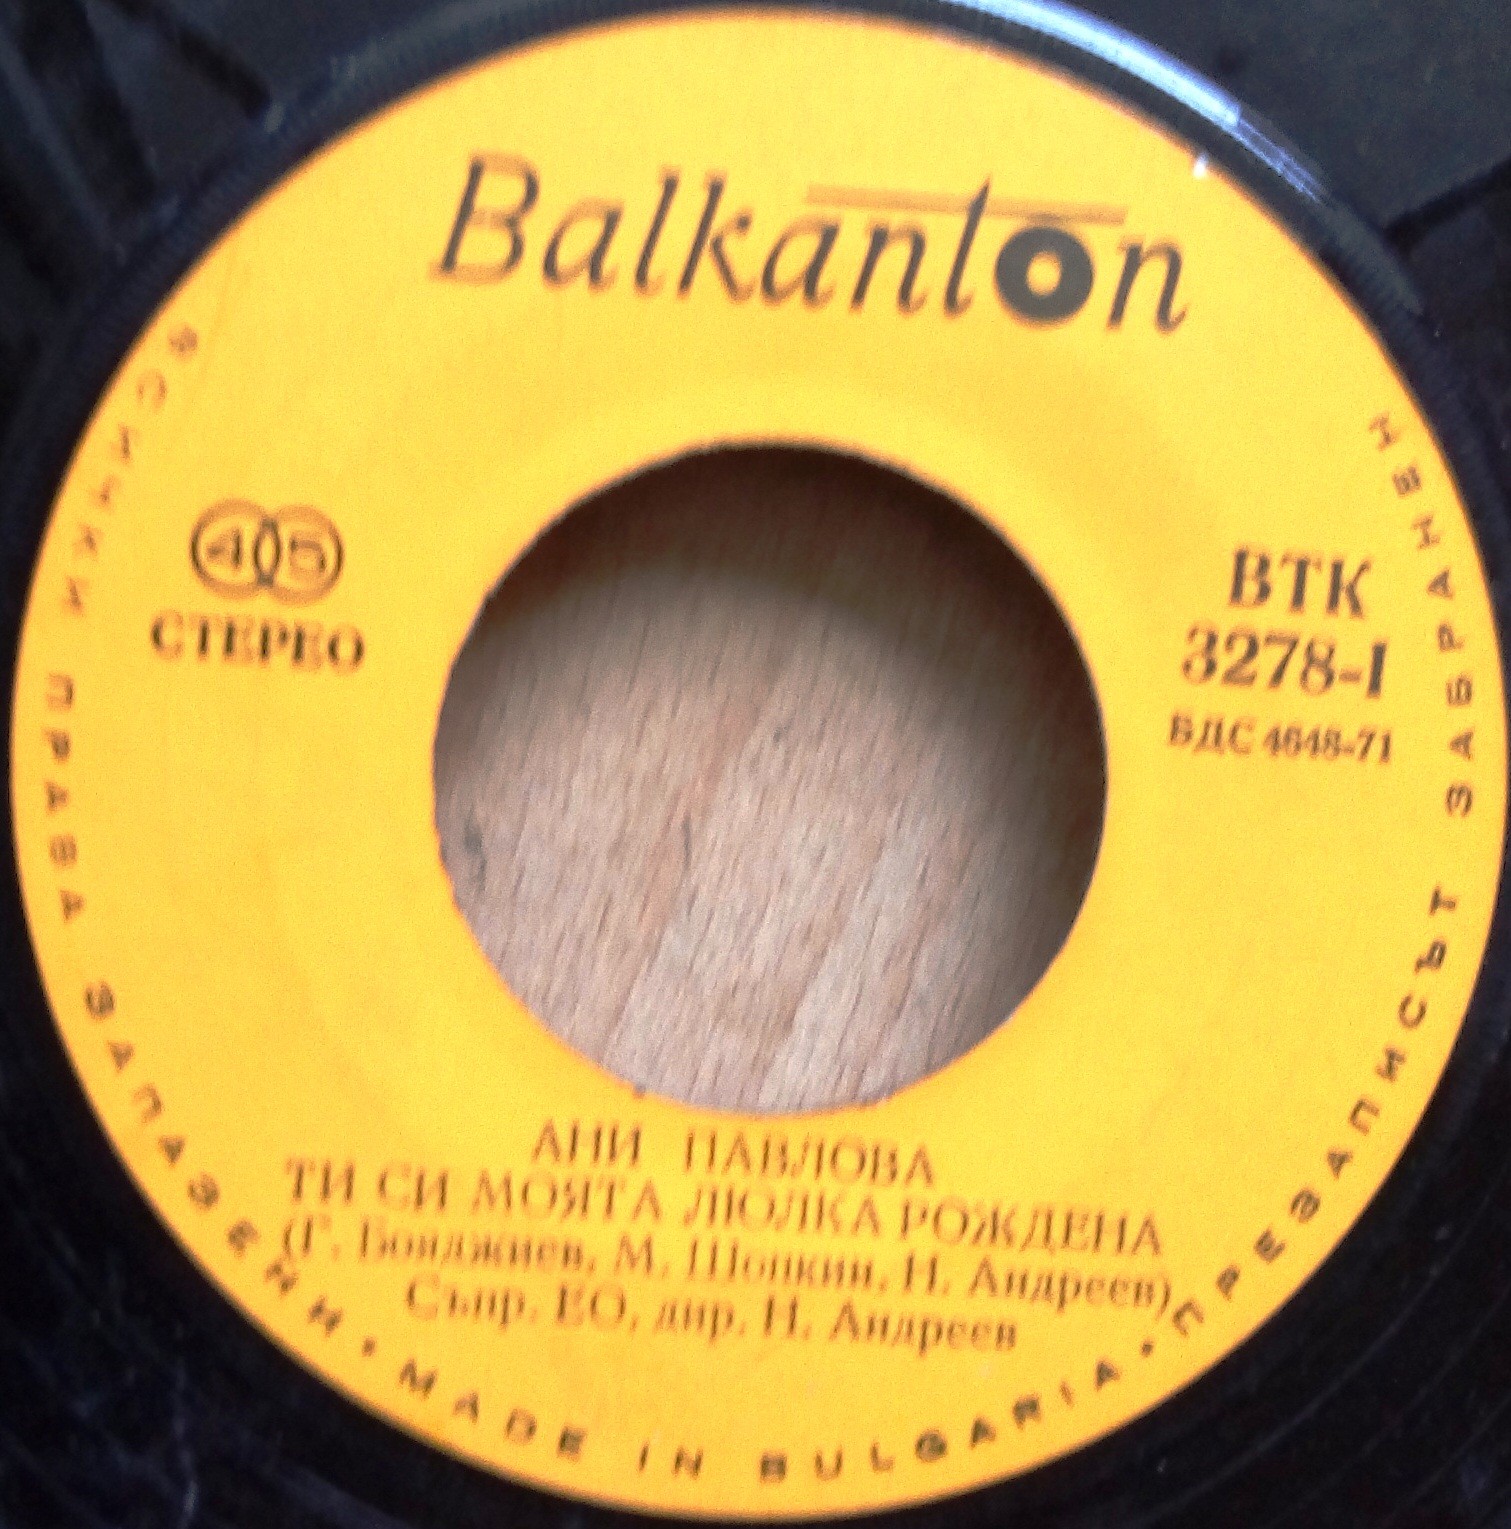 Balkanton
45
СТЕРЕО
ВТК
3278-I
БДС 4648-71
АНИ ПАВЛОВА
ТИ СИ МОЯТА ЛЮЛКА РОЖДЕНА
(Г. Бонджиев, М. Шопкин, Н. Андреев)
Съпр. ЕО, дир. Н. Андреев
ВСИЧКИ ПРАВА ЗАПАЗЕНИ • MADE IN BULGARIA • ПРЕЗАПИСЪТ ЗАБРАНЕН